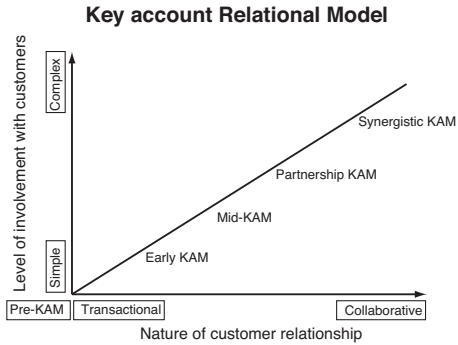 Key account Relational Model
Level of involvement with customers
Complex
Simple
Synergistic KAM
Partnership KAM
Mid-KAM
Early KAM
Pre-KAM
Transactional
Collaborative
Nature of customer relationship